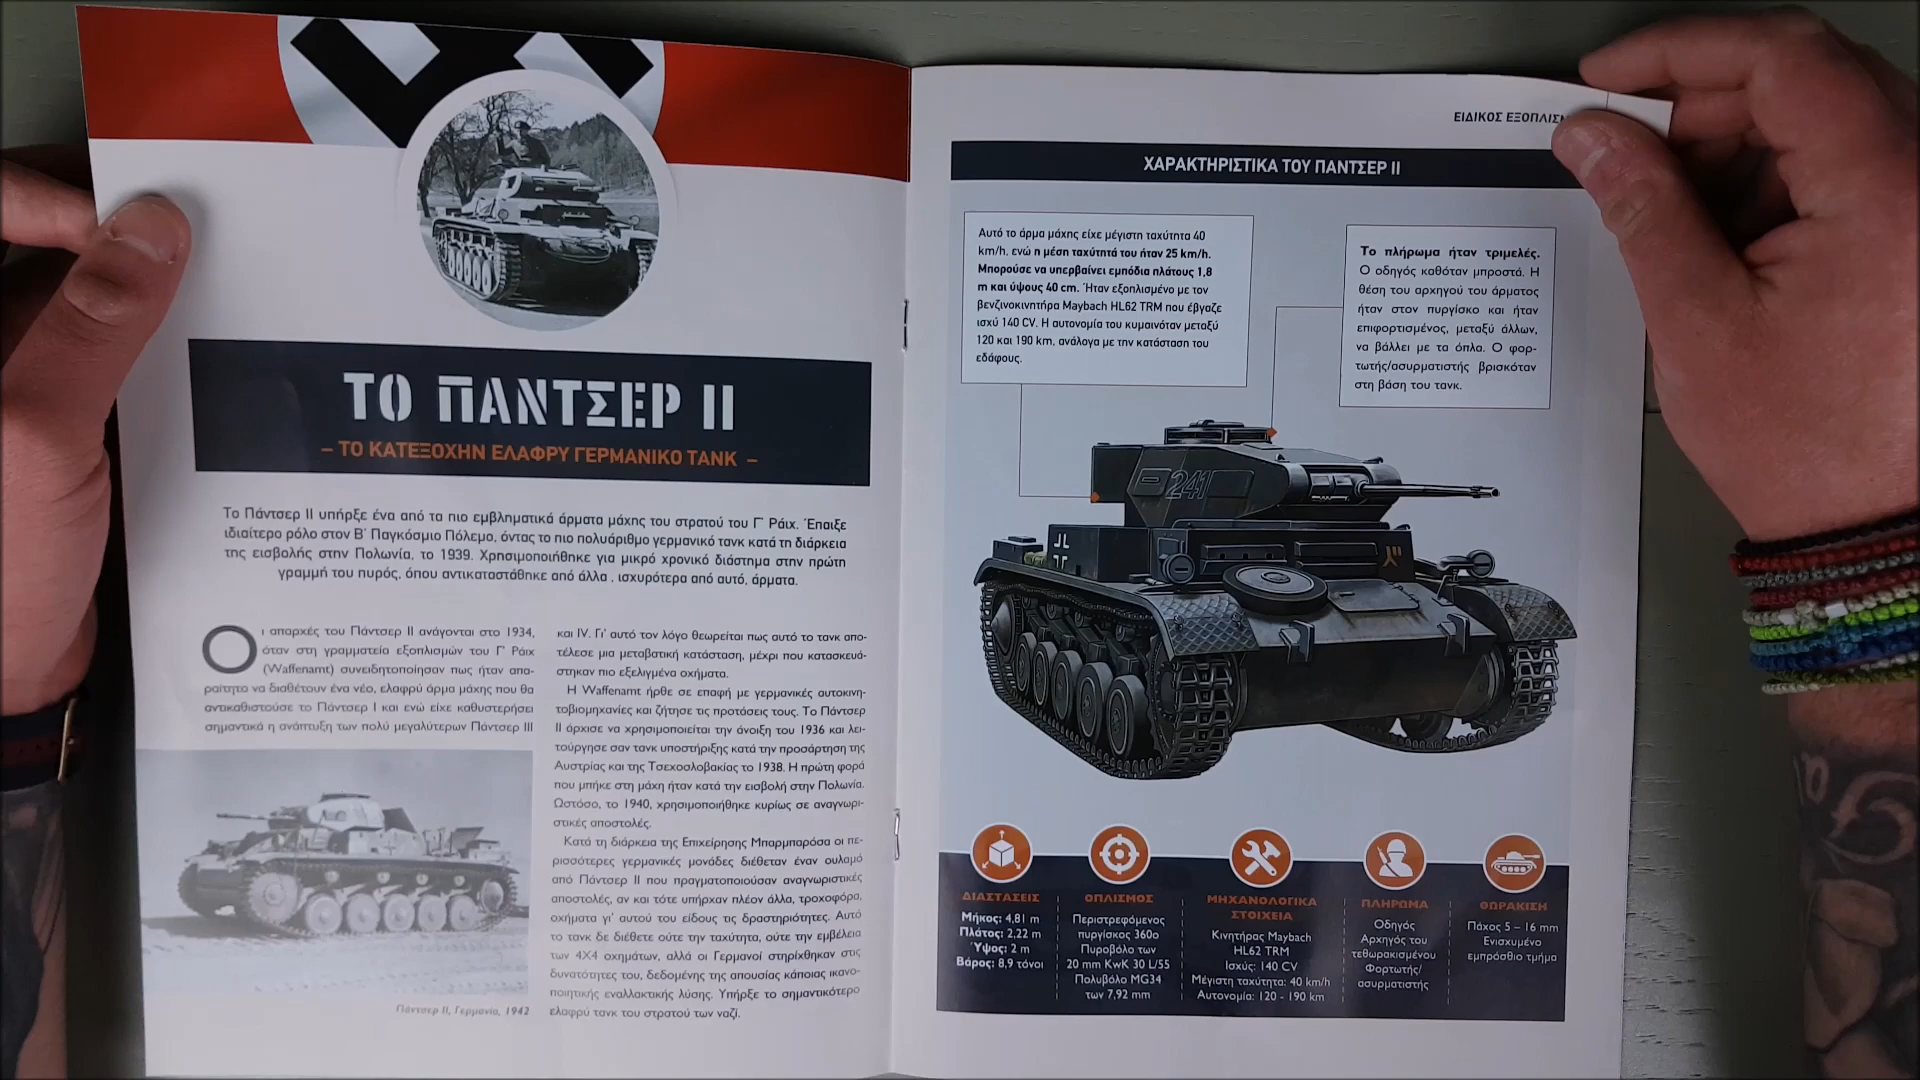 ΤΟ ΠΑΝΤΣΕΡ ΙΙ
– ΤΟ ΚΑΤΕΞΟΧΗΝ ΕΛΑΦΡΥ ΓΕΡΜΑΝΙΚΟ ΤΑΝΚ –
Το Πάντσερ ΙΙ υπήρξε ένα από τα πιο εμβληματικά άρματα μάχης του στρατού του Γ' Ράιχ. Έπαιξε
ιδιαίτερο ρόλο στον Β' Παγκόσμιο Πόλεμο, όντας το πιο πολυάριθμο γερμανικό τανκ κατά τη διάρκεια
της εισβολής στην Πολωνία, το 1939. Χρησιμοποιήθηκε για μικρό χρονικό διάστημα στην πρώτη
γραμμή του πυρός, όπου αντικαταστάθηκε από άλλα , ισχυρότερα από αυτό, άρματα.
Οι απαρχές του Πάντσερ ΙΙ ανάγονται στο 1934,
όταν στη γραμματεία εξοπλισμών του Γ' Ράιχ
(Waffenamt) συνειδητοποίησαν πως ήταν απα-
ραίτητο να διαθέτουν ένα νέο, ελαφρύ άρμα μάχης που θα
αντικαθιστούσε το Πάντσερ Ι και ενώ είχε καθυστερήσει
σημαντικά η ανάπτυξη των πολύ μεγαλύτερων Πάντσερ ΙΙΙ
Πάντσερ ΙΙ, Γερμανία, 1942
και IV. Γι' αυτό τον λόγο θεωρείται πως αυτό το τανκ απο-
τέλεσε μια μεταβατική κατάσταση, μέχρι που κατασκευά-
στηκαν πιο εξελιγμένα οχήματα.
Η Waffenamt ήρθε σε επαφή με γερμανικές αυτοκινη-
τοβιομηχανίες και ζήτησε τις προτάσεις τους. Το Πάντσερ
ΙΙ άρχισε να χρησιμοποιείται την άνοιξη του 1936 και λει-
τούργησε σαν τανκ υποστήριξης κατά την προσάρτηση της
Αυστρίας και της Τσεχοσλοβακίας το 1938. Η πρώτη φορά
που μπήκε στη μάχη ήταν κατά την εισβολή στην Πολωνία.
Ωστόσο, το 1940, χρησιμοποιήθηκε κυρίως σε αναγνωρι-
στικές αποστολές.
Κατά τη διάρκεια της Επιχείρησης Μπαρμπαρόσα οι πε-
ρισσότερες γερμανικές μονάδες διέθεταν έναν ουλαμό
από Πάντσερ ΙΙ που πραγματοποιούσαν αναγνωριστικές
αποστολές, αν και τότε υπήρχαν πλέον άλλα, τροχοφόρα,
οχήματα γι' αυτού του είδους τις δραστηριότητες. Αυτό
το τανκ δε διέθετε ούτε την ταχύτητα, ούτε την εμβέλεια
των 4Χ4 οχημάτων, αλλά οι Γερμανοί στηρίχθηκαν στις
δυνατότητες του, δεδομένης της απουσίας κάποιας ικανο-
ποιητικής εναλλακτικής λύσης. Υπήρξε το σημαντικότερο
ελαφρύ τανκ του στρατού των ναζί.
ΕΙΔΙΚΟΣ
ΧΑΡΑΚΤΗΡΙΣΤΙΚΑ ΤΟΥ ΠΑΝΤΣΕΡ ΙΙ
Αυτό το άρμα μάχης είχε μέγιστη ταχύτητα 40
km/h, ενώ η μέση ταχύτητά του ήταν 25 km/h.
Μπορούσε να υπερβαίνει εμπόδια πλάτους 1,8
m και ύψους 40 cm. Ήταν εξοπλισμένο με τον
βενζινοκινητήρα Maybach HL62 TRM που έβγαζε
ισχύ 140 CV. Η αυτονομία του κυμαινόταν μεταξύ
120 και 190 km, ανάλογα με την κατάσταση του
εδάφους.
Το πλήρωμα ήταν τριμελές.
Ο οδηγός καθόταν μπροστά. Η
θέση του αρχηγού του άρματος
ήταν στον πυργίσκο και ήταν
επιφορτισμένος, μεταξύ άλλων,
να βάλλει με τα όπλα. Ο φορ-
τωτής/ασυρματιστής βρισκόταν
στη βάση του τανκ.
241
ΔΙΑΣΤΑΣΕΙΣ
Μήκος: 4,81 m
Πλάτος: 2,22 m
Ύψος: 2 m
Βάρος: 8,9 τόνοι
ΟΠΛΙΣΜΟΣ
Περιστρεφόμενος
πυργίσκος 360ο
Πυροβόλο των
20 mm KwK 30 L/55
Πολυβόλο MG34
των 7,92 mm
ΜΗΧΑΝΟΛΟΓΙΚΑ
ΣΤΟΙΧΕΙΑ
Κινητήρας Maybach
HL62 TRM
Ισχύς: 140 CV
Μέγιστη ταχύτητα: 40 km/h
Αυτονομία: 120 - 190 km
ΠΛΗΡΩΜΑ
Οδηγός
Αρχηγός του
τεθωρακισμένου
Φορτωτής/
ασυρματιστής
ΘΩΡΑΚΙΣΗ
Πάχος 5 – 16 mm
Ενισχυμένο
εμπρόσθιο τμήμα